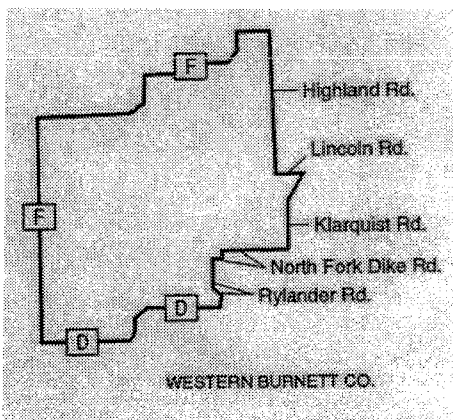 F
Highland Rd.
Lincoln Rd.
F
Klarquist Rd.
North Fork Dike Rd.
Rylander Rd.
D
D
WESTERN BURNETT CO.